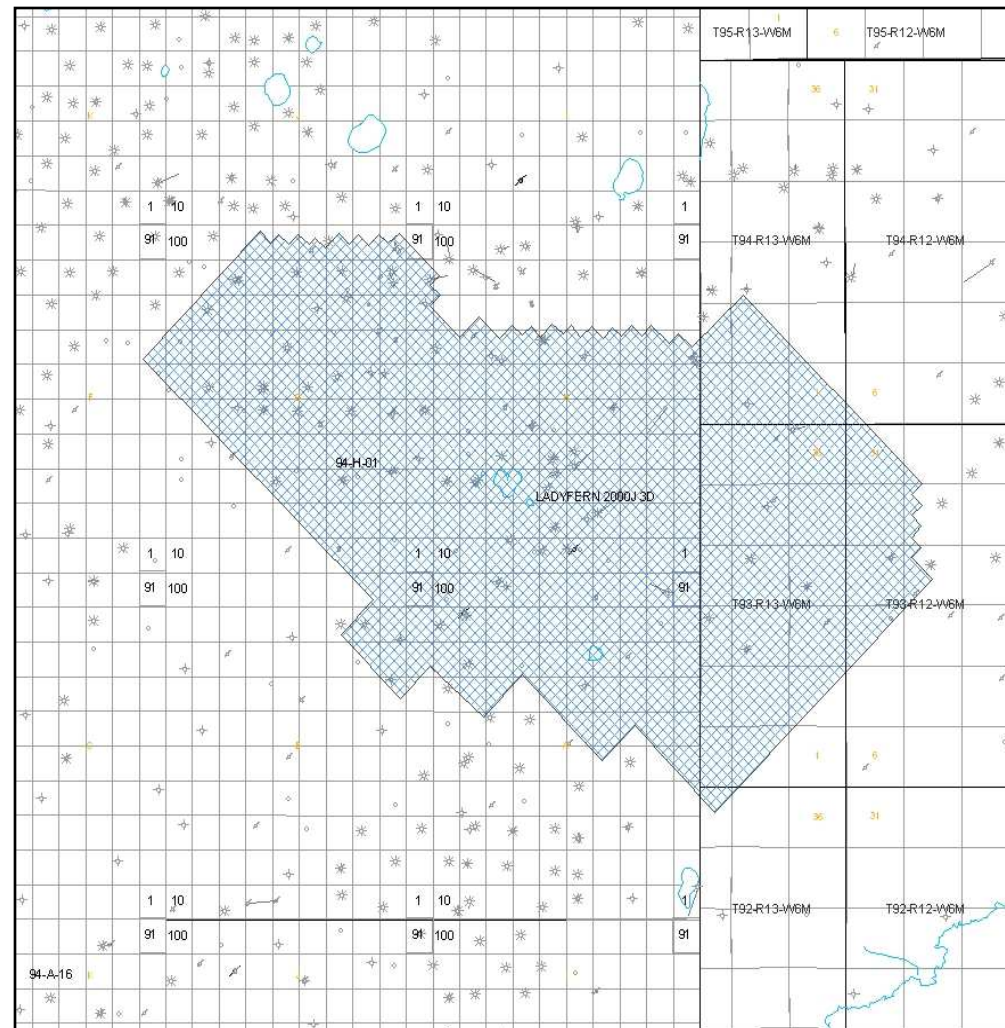 T95-R13-W6M 6 T95-R12-W6M
36 31
1 10 1 10 1
91 100 91 100 91
T94-R13-W6M T94-R12-W6M
1 6
94-H-01
36 31
LADYFERN 2000J 3D
1 10 1 10 1
91 100 91 100 91
T93-R13-W6M T93-R12-W6M
1 6
36 31
1 10 1 10 1
T92-R13-W6M T92-R12-W6M
91 100 91 100 91
94-A-16